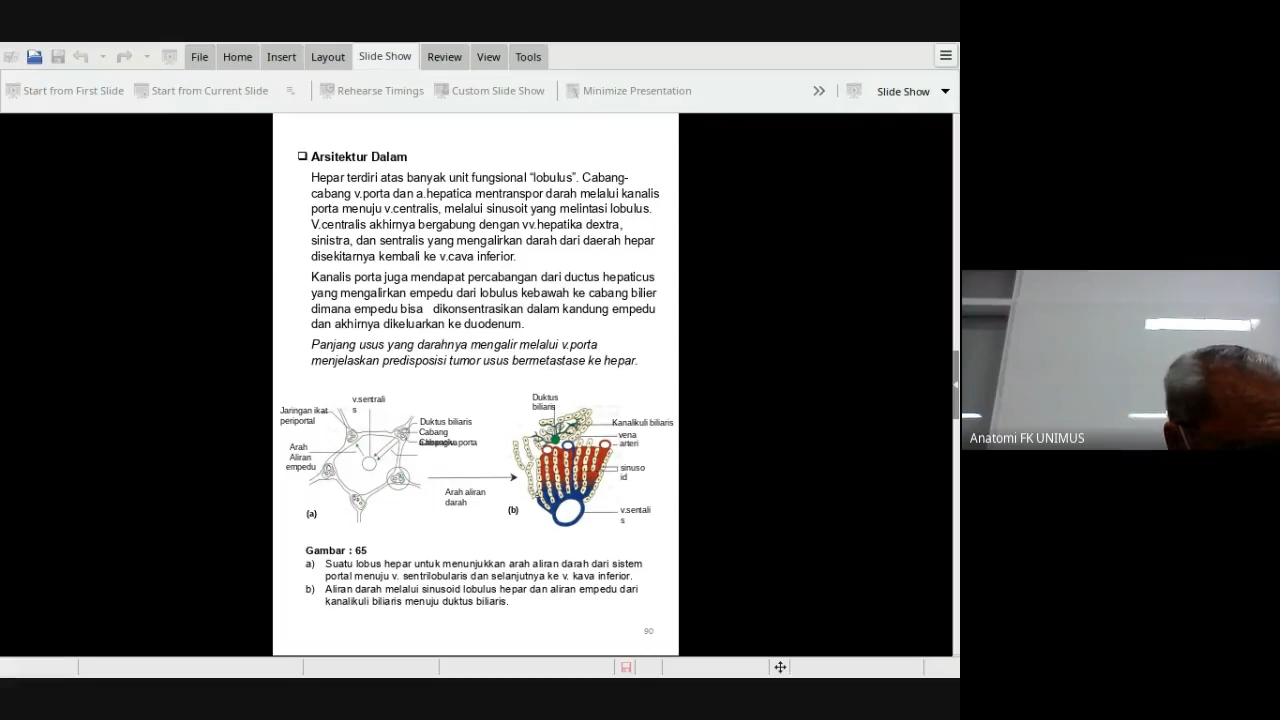 File Home Insert Layout Slide Show Review View Tools
Start from First Slide Start from Current Slide Rehearse Timings Custom Slide Show Minimize Presentation Slide Show
Arsitektur Dalam
Hepar terdiri atas banyak unit fungsional “lobulus”. Cabang-
cabang v.porta dan a.hepatica mentranspor darah melalui kanalis
porta menuju v.centralis, melalui sinusoit yang melintasi lobulus.
V.centralis akhirnya bergabung dengan vv.hepatika dextra,
sinistra, dan sentralis yang mengalirkan darah dari daerah hepar
disekitarnya kembali ke v.cava inferior.
Kanalis porta juga mendapat percabangan dari ductus hepaticus
yang mengalirkan empedu dari lobulus kebawah ke cabang bilier
dimana empedu bisa dikonsentrasikan dalam kandung empedu
dan akhirnya dikeluarkan ke duodenum.
Panjang usus yang darahnya mengalir melalui v.porta
menjelaskan predisposisi tumor usus bermetastase ke hepar.
v.sentrali
s
Jaringan ikat
periportal
Arah
Aliran
empedu
Duktus biliaris
Cabang
porta
Arah aliran
darah
(a)
Duktus
biliaris
Kanalikuli biliaris
vena
arteri
sinuso
id
v.sentali
s
(b)
Gambar : 65
a) Suatu lobus hepar untuk menunjukkan arah aliran darah dari sistem
portal menuju v. sentrilobularis dan selanjutnya ke v. kava inferior.
b) Aliran darah melalui sinusoid lobulus hepar dan aliran empedu dari
kanalikuli biliaris menuju duktus biliaris.
90
Anatomi FK UNIMUS